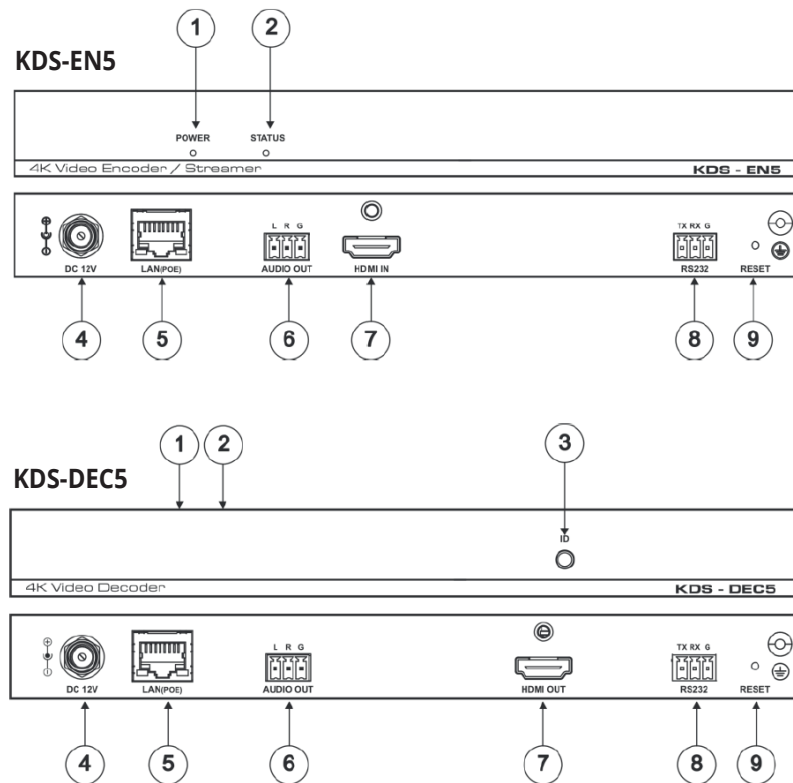 1 2
KDS-EN5
POWER STATUS
4K Video Encoder / Streamer KDS - EN5
L R G TX RX G
DC 12V LAN(POE) AUDIO OUT HDMI IN RS232 RESET
4 5 6 7 8 9
1 2 3
KDS-DEC5
ID
4K Video Decoder KDS - DEC5
L R G TX RX G
DC 12V LAN(POE) AUDIO OUT HDMI OUT RS232 RESET
4 5 6 7 8 9